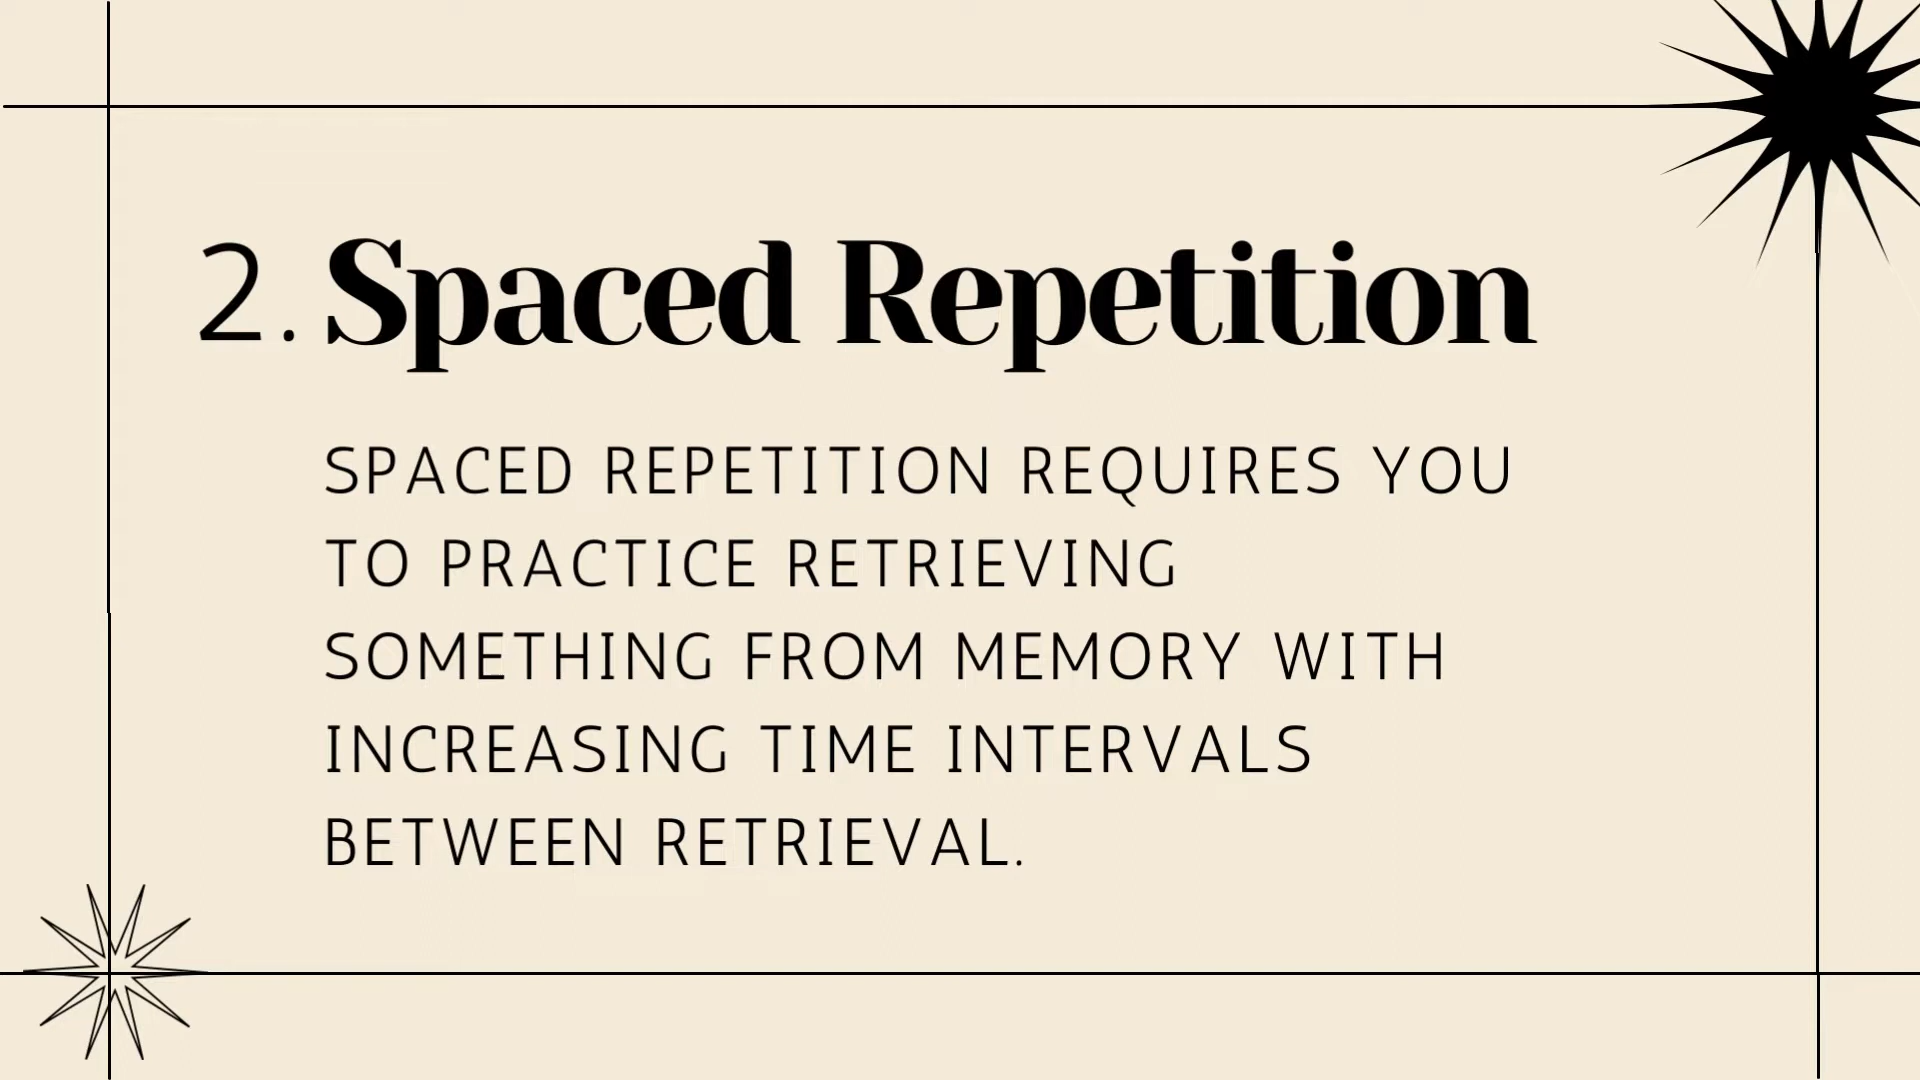 2. Spaced Repetition
SPACED REPETITION REQUIRES YOU
TO PRACTICE RETRIEVING
SOMETHING FROM MEMORY WITH
INCREASING TIME INTERVALS
BETWEEN RETRIEVAL.